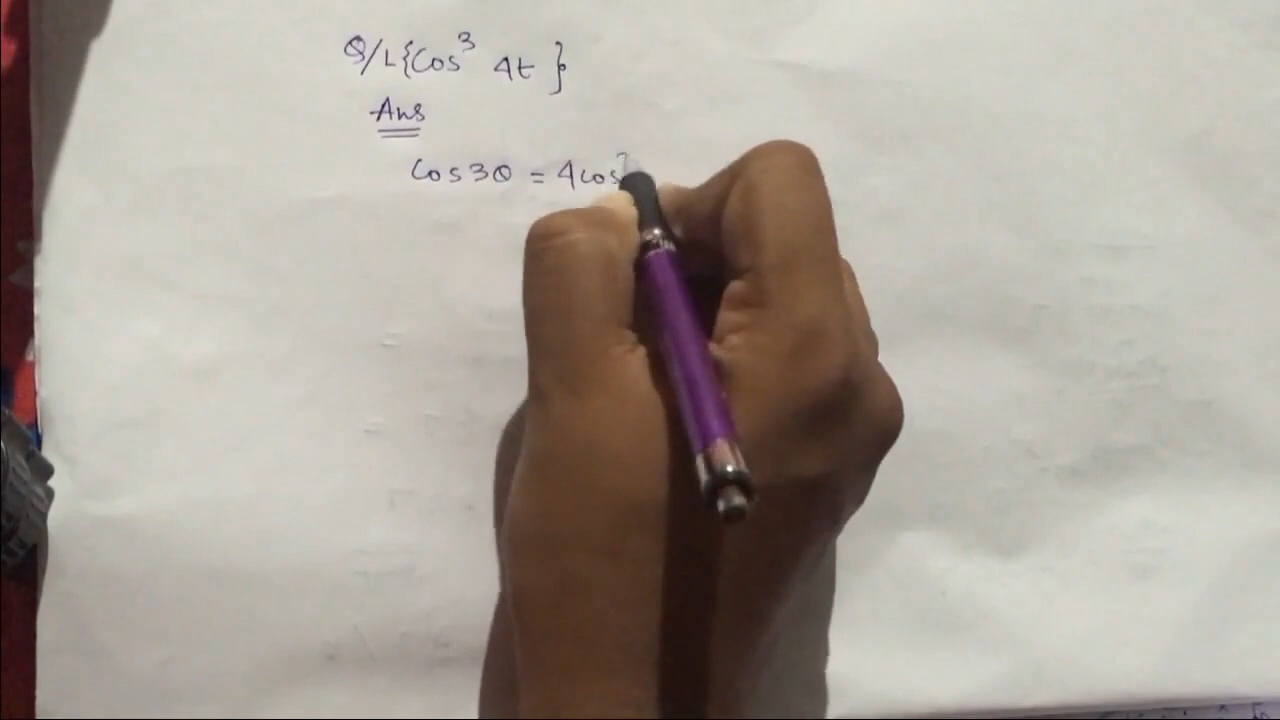 Q/L{Cos³ 4t }
Ans
Cos3θ = 4cos